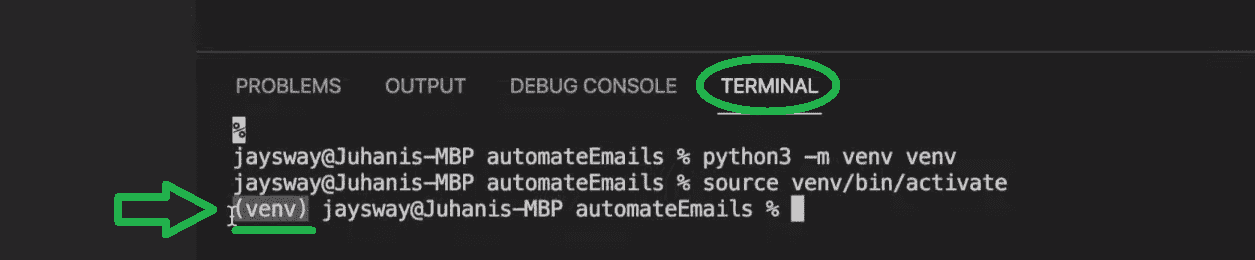 PROBLEMS OUTPUT DEBUG CONSOLE TERMINAL
%
jaysway@Juhanis-MBP automateEmails % python3 -m venv venv
jaysway@Juhanis-MBP automateEmails % source venv/bin/activate
(venv) jaysway@Juhanis-MBP automateEmails %